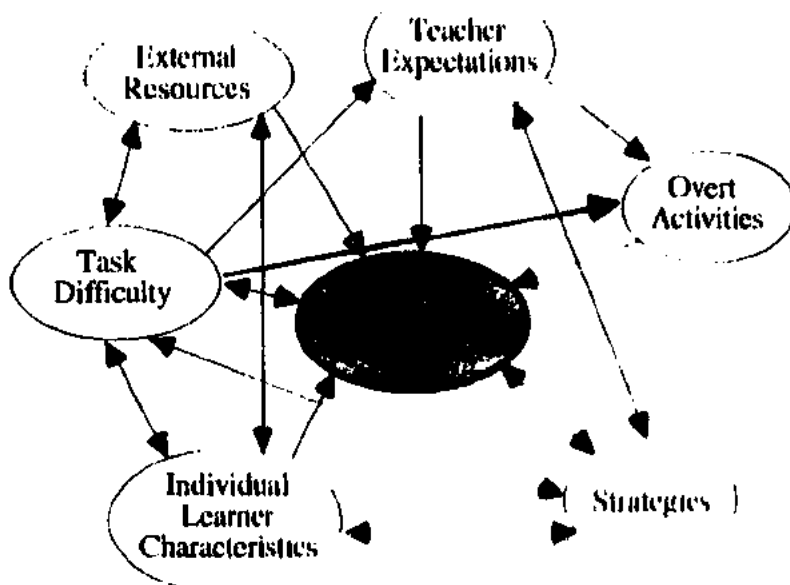 External
Resources
Teacher
Expectations
Overt
Activities
Task
Difficulty
Individual
Learner
Characteristics
Strategies